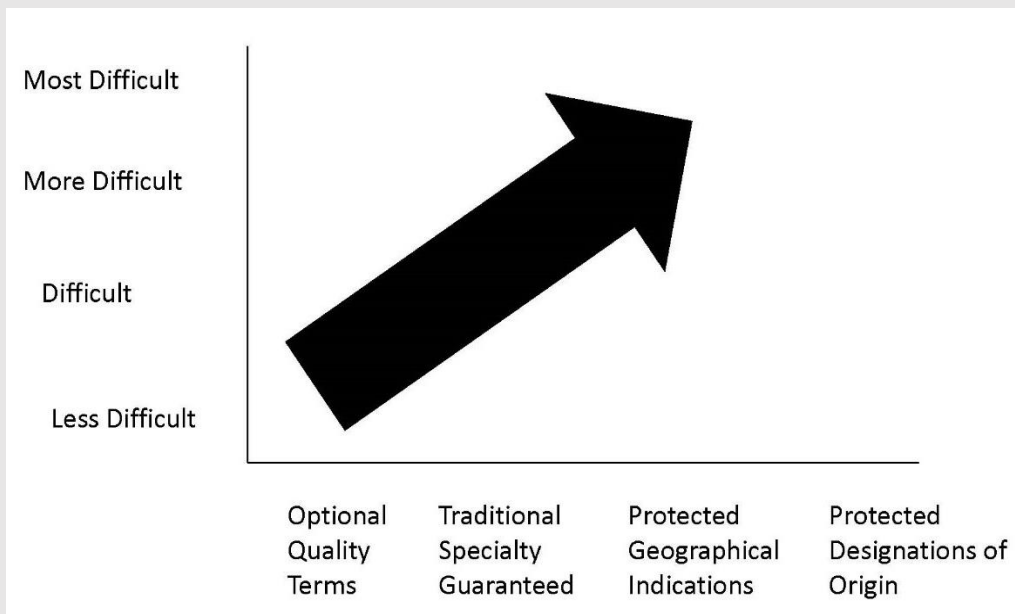 Most Difficult
More Difficult
Difficult
Less Difficult
Optional
Quality
Terms
Traditional
Specialty
Guaranteed
Protected
Geographical
Indications
Protected
Designations of
Origin